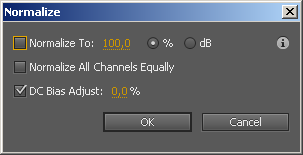 Normalize
Normalize To: 100,0 % dB
Normalize All Channels Equally
DC Bias Adjust: 0,0 %
OK Cancel